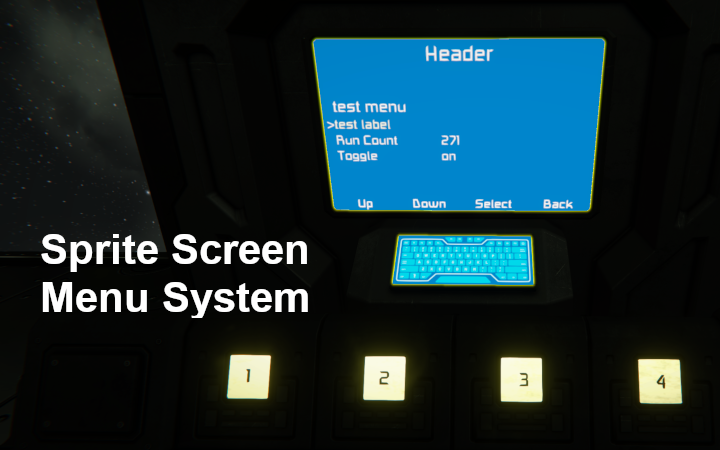 Header
test menu
>test label
Run Count 271
Toggle on
Up Down Select Back
Sprite Screen
Menu System
1 2 3 4